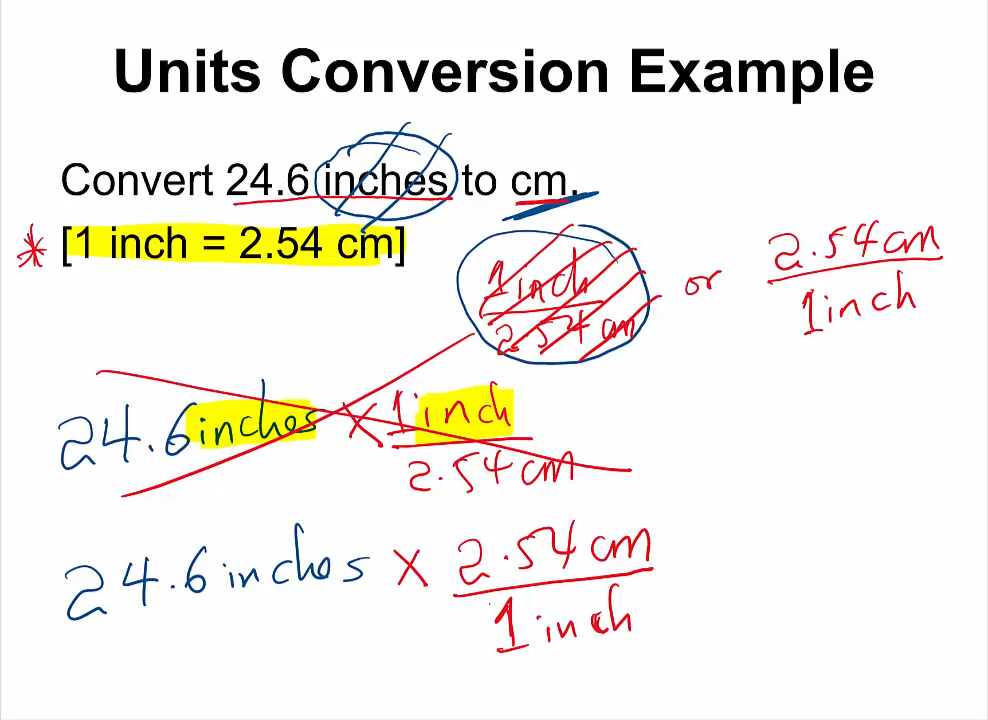 Units Conversion Example
Convert 24.6 inches to cm.
* [1 inch = 2.54 cm]
1 inch
2.54 cm
or
2.54 cm
1 inch
24.6 inches × 1 inch
2.54 cm
24.6 inches × 2.54 cm
1 inch